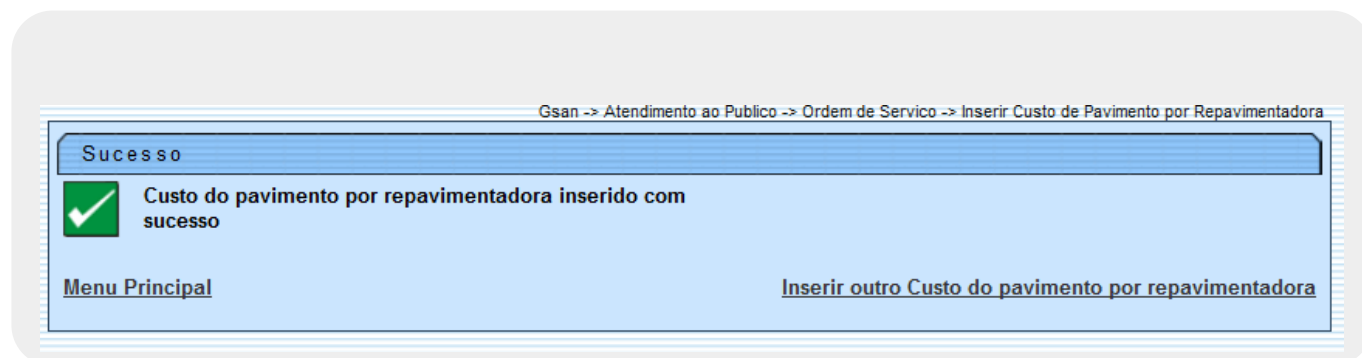 Gsan -> Atendimento ao Publico -> Ordem de Servico -> Inserir Custo de Pavimento por Repavimentadora
Sucesso
Custo do pavimento por repavimentadora inserido com
sucesso
Menu Principal
Inserir outro Custo do pavimento por repavimentadora